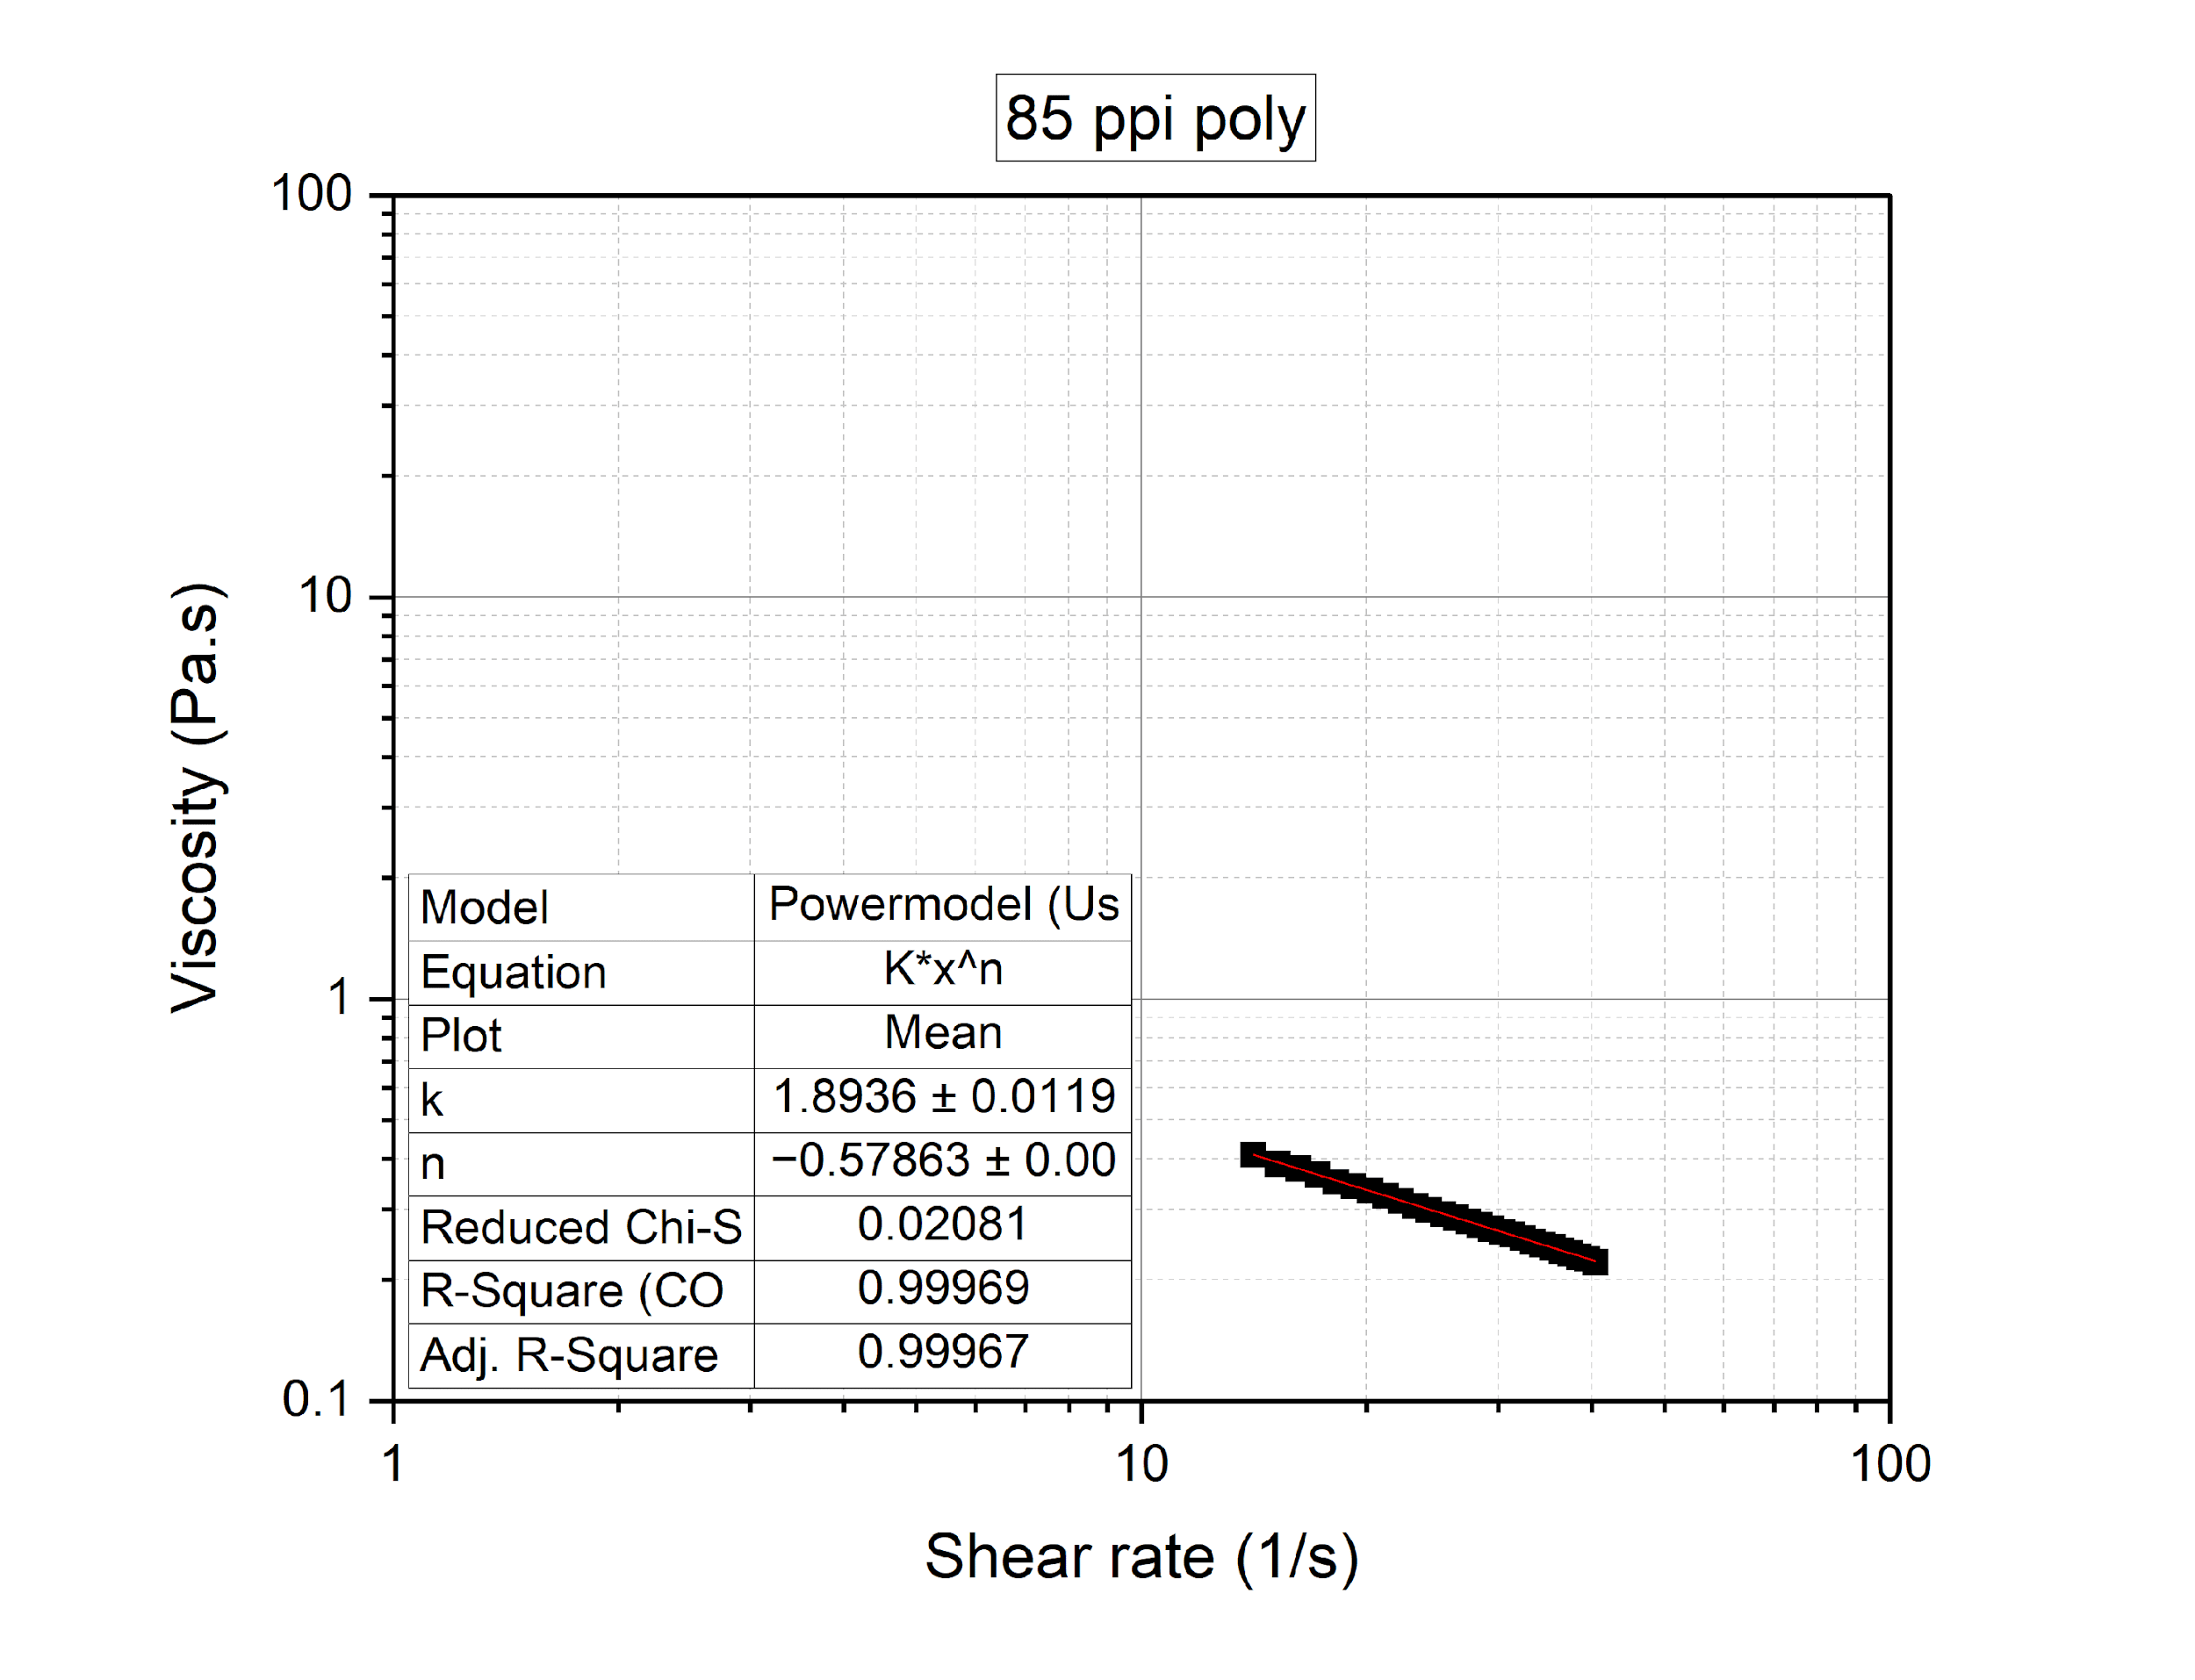 85 ppi poly
100
10
1
0.1
Viscosity (Pa.s)
Model Powermodel (Us
Equation K*x^n
Plot Mean
k 1.8936 ± 0.0119
n −0.57863 ± 0.00
Reduced Chi-S 0.02081
R-Square (CO 0.99969
Adj. R-Square 0.99967
1 10 100
Shear rate (1/s)